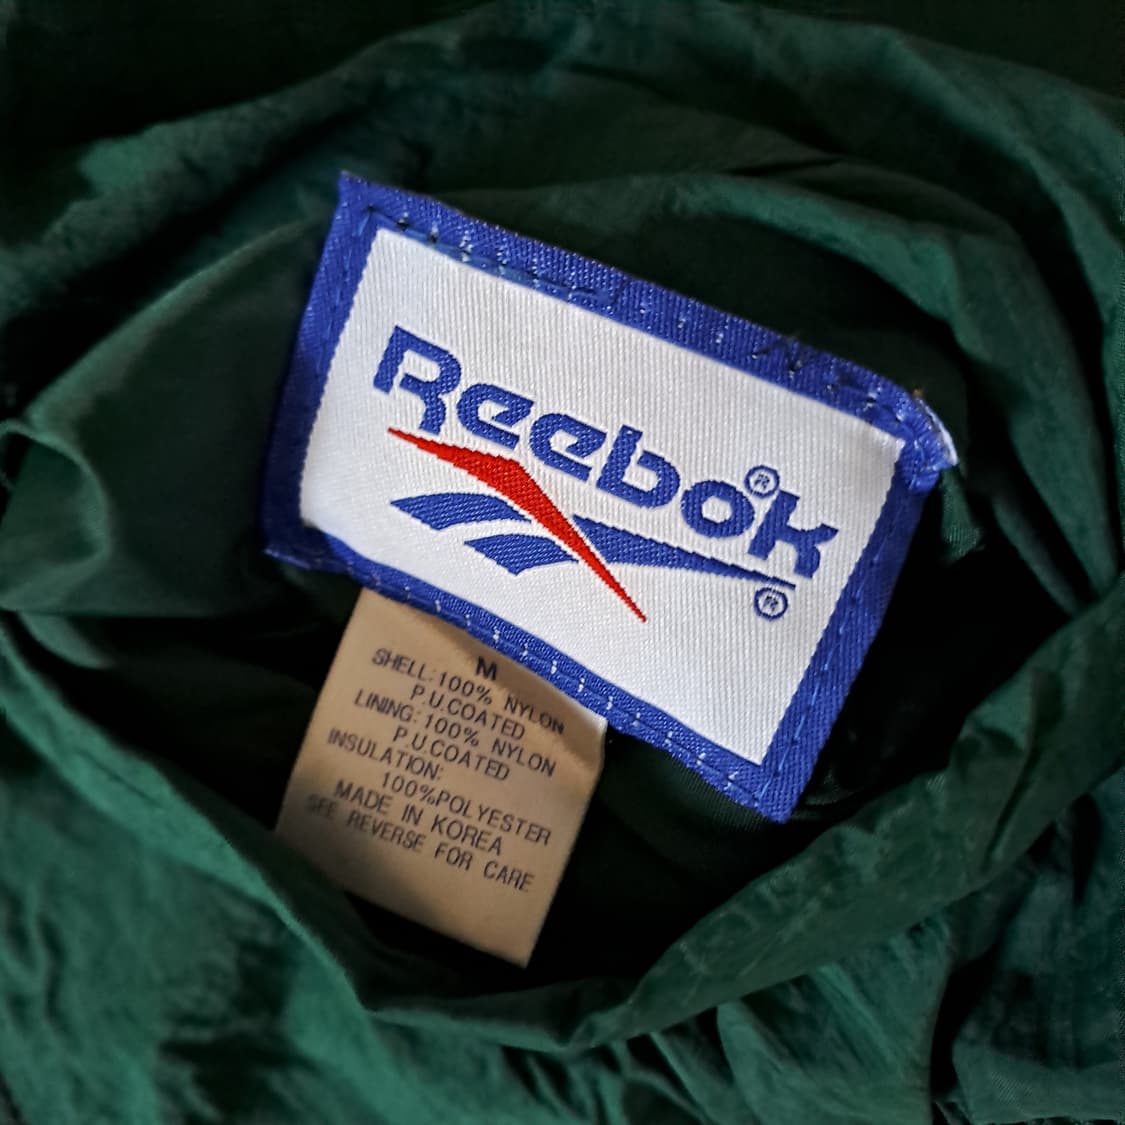 Reebok®
®
M
SHELL:100% NYLON
P.U.COATED
LINING:100% NYLON
P.U.COATED
INSULATION:
100%POLYESTER
MADE IN KOREA
SEE REVERSE FOR CARE